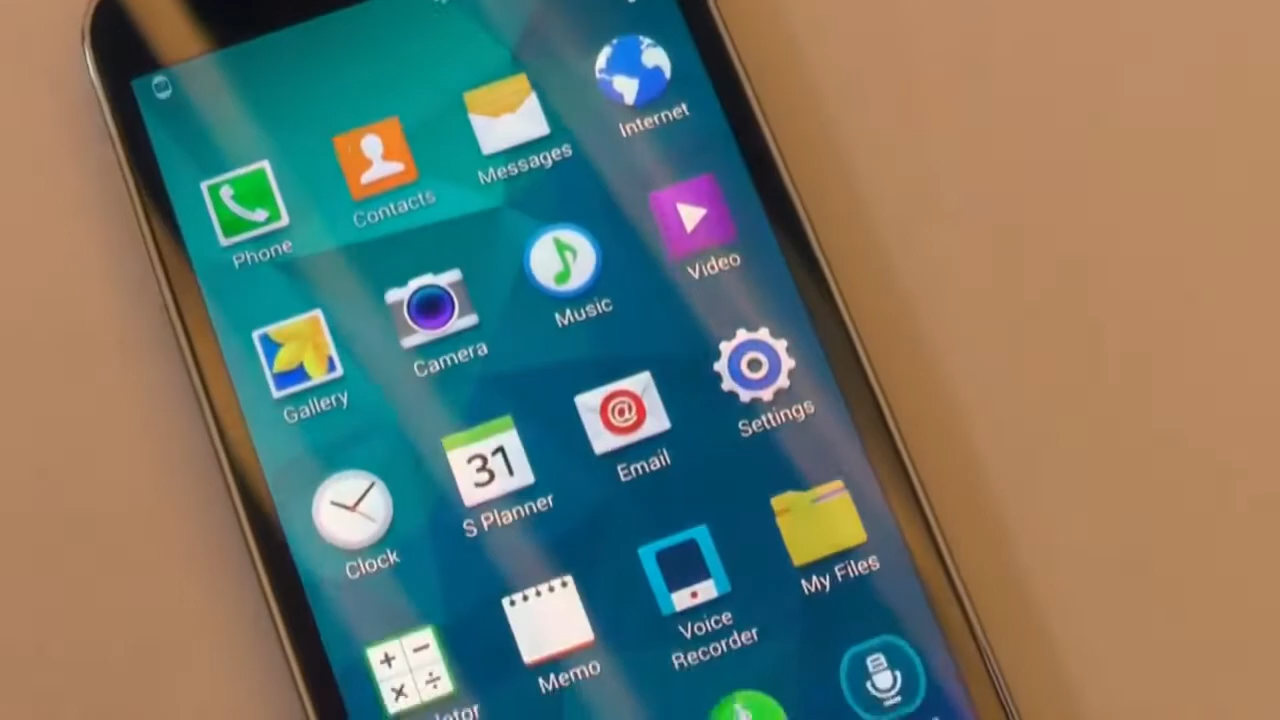 Phone
Contacts
Messages
Internet
Gallery
Camera
Music
Video
Clock
31
S Planner
@
Email
Settings
Memo
Voice
Recorder
My Files